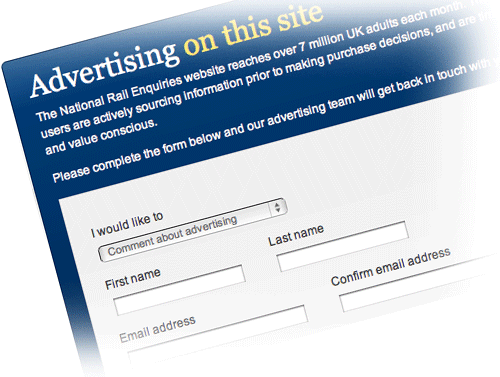 Advertising on this site
The National Rail Enquiries website reaches over 7 million UK adults each month.
users are actively sourcing information prior to making purchase decisions, and are
and value conscious.
Please complete the form below and our advertising team will get back in touch with
I would like to
Comment about advertising
First name Last name
Email address Confirm email address